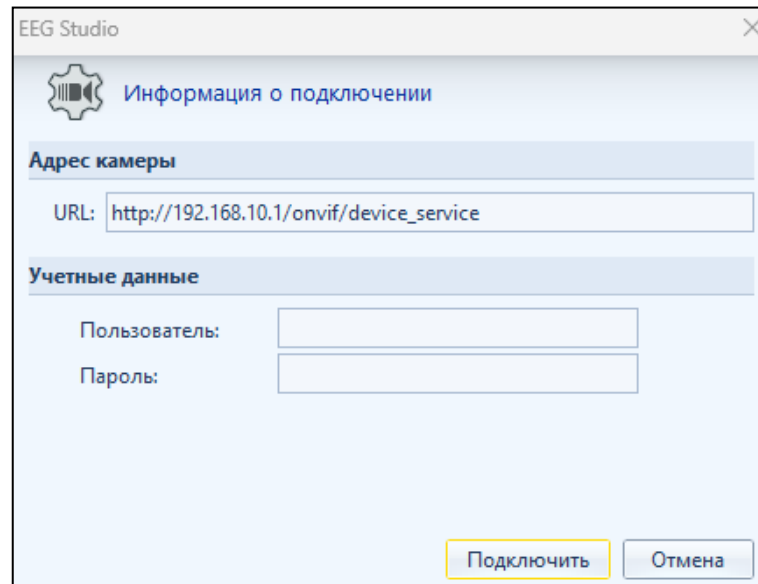 EEG Studio
Информация о подключении
Адрес камеры
URL: http://192.168.10.1/onvif/device_service
Учетные данные
Пользователь:
Пароль:
Подключить Отмена